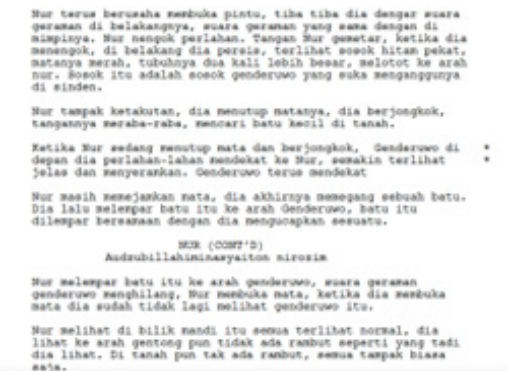 Nur terus berusaha membuka pintu, tiba tiba dia dengar suara
geraman di belakangnya, suara geraman yang sama dengan di
mimpinya. Nur nengok perlahan. Tangan Nur gemetar, ketika dia
menengok, di belakang dia persis, terlihat sosok hitam pekat,
matanya merah, tubuhnya dua kali lebih besar, melotot ke arah
nur. Sosok itu adalah sosok genderuwo yang suka menganggunya
di sinden.
Nur tampak ketakutan, dia menutup matanya, dia berjongkok,
tangannya meraba-raba, mencari batu kecil di tanah.
Ketika Nur sedang menutup mata dan berjongkok, Genderuwo di *
depan dia perlahan-lahan mendekat ke Nur, semakin terlihat *
jelas dan menyeramkan. Genderuwo terus mendekat
Nur masih memejamkan mata, dia akhirnya memegang sebuah batu.
Dia lalu melempar batu itu ke arah Genderuwo, batu itu
dilempar bersamaan dengan dia mengucapkan sesuatu.
NUR (CONT'D)
Audzubillahiminasyaiton nirozim
Nur melempar batu itu ke arah genderuwo, suara geraman
genderuwo menghilang, Nur membuka mata, ketika dia membuka
mata dia sudah tidak lagi melihat genderuwo itu.
Nur melihat di bilik mandi itu semua terlihat normal, dia
lihat ke arah gentong pun tidak ada rambut seperti yang tadi
dia lihat. Di tanah pun tak ada rambut, semua tampak biasa
saja.